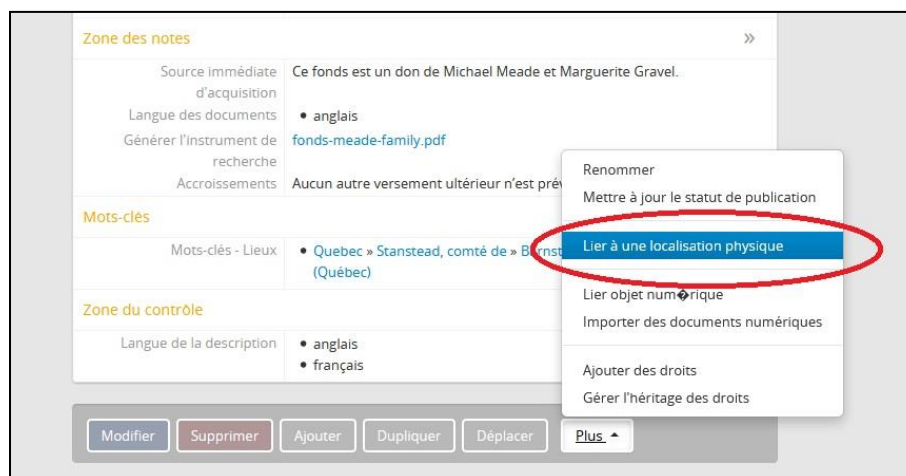 Zone des notes »
Source immédiate Ce fonds est un don de Michael Meade et Marguerite Gravel.
d'acquisition
Langue des documents • anglais
Générer l'instrument de fonds-meade-family.pdf
recherche
Accroissements Aucun autre versement ultérieur n'est prév
Mots-clés
Mots-clés - Lieux • Quebec » Stanstead, comté de »
(Québec)
Zone du contrôle
Langue de la description • anglais
• français
Renommer
Mettre à jour le statut de publication
Lier à une localisation physique
Lier objet num�rique
Importer des documents numériques
Ajouter des droits
Gérer l'héritage des droits
Modifier Supprimer Ajouter Dupliquer Déplacer Plus